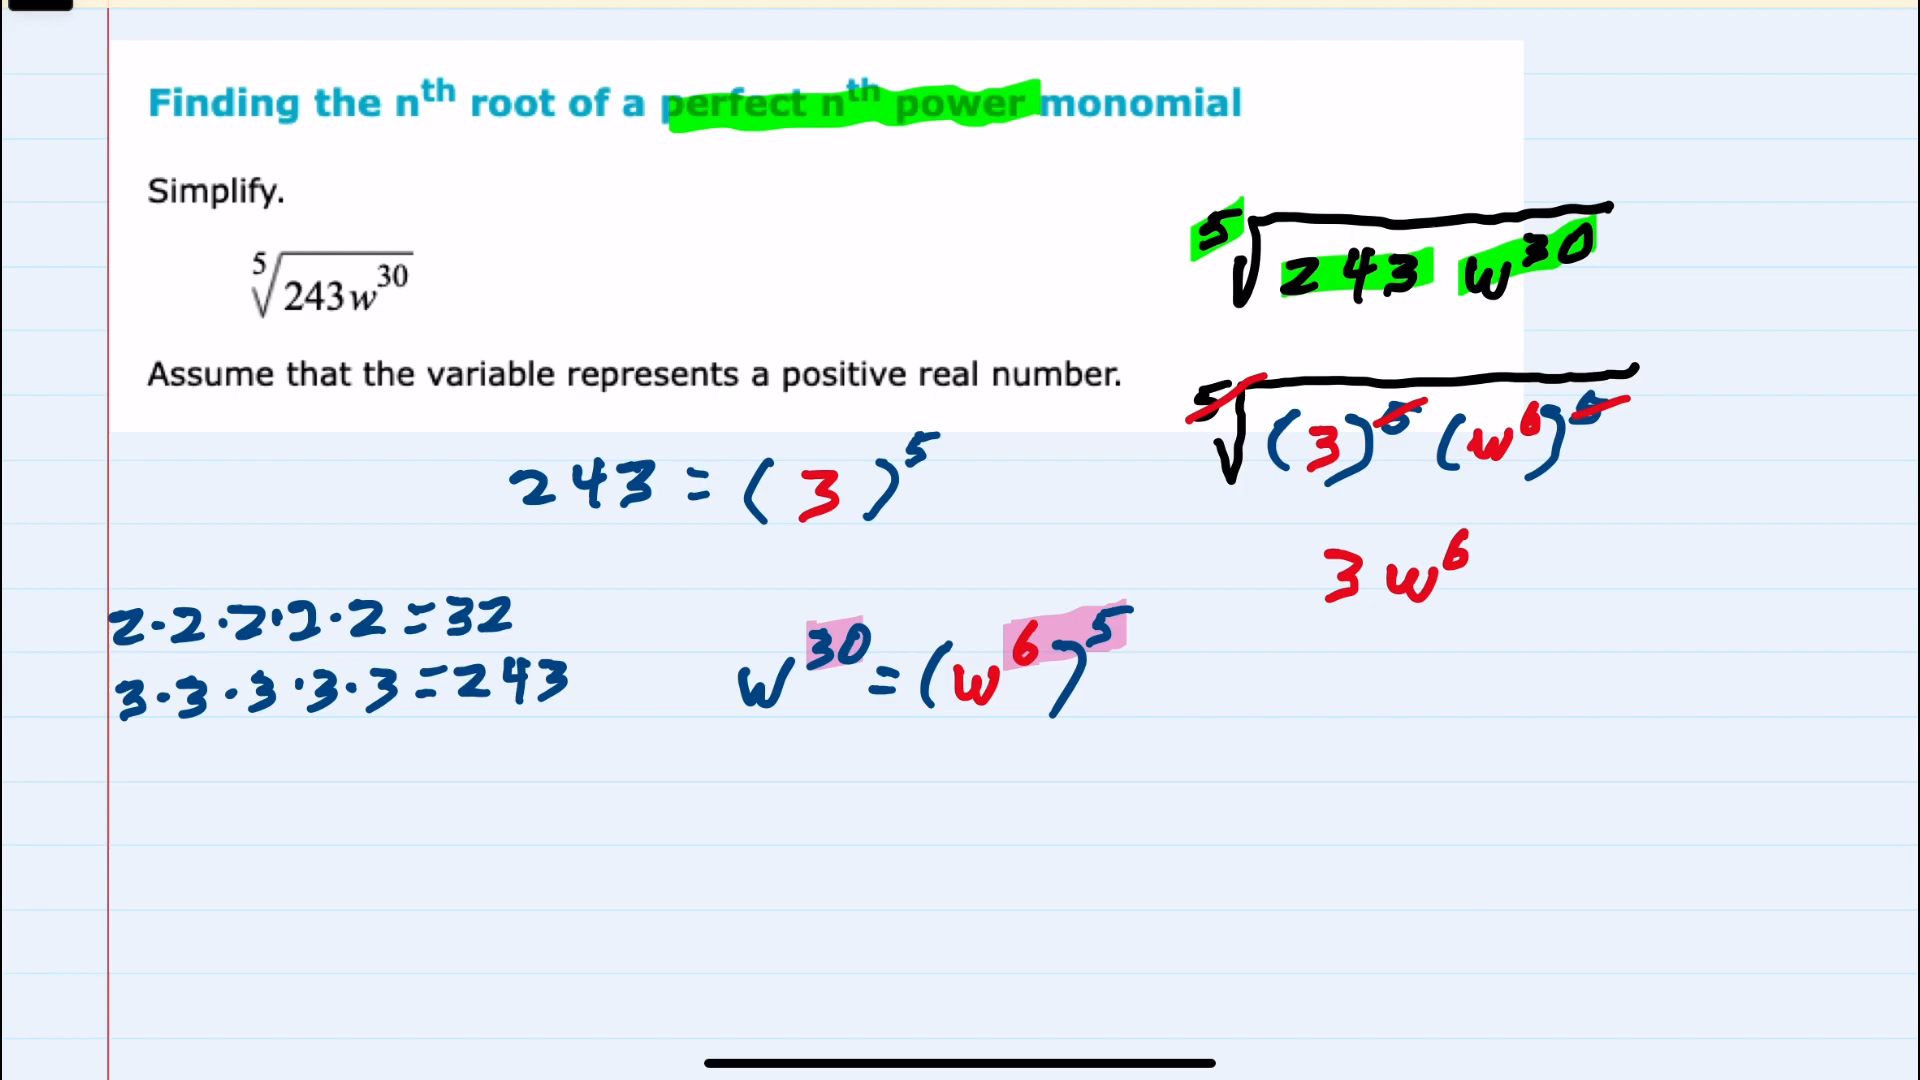 Finding the nth root of a perfect nth power monomial
Simplify.
⁵√243w³⁰
Assume that the variable represents a positive real number.
⁵√243 w³⁰
⁵√(3)⁵ (w⁶)⁵
3w⁶
243 = (3)⁵
2·2·2·2·2=32
3·3·3·3·3=243
w³⁰=(w⁶)⁵